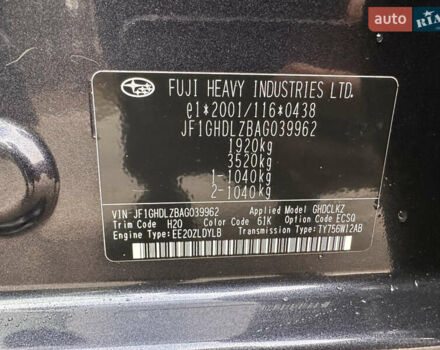 AUTO RIA
FUJI HEAVY INDUSTRIES LTD.
e1*2001/116*0438
JF1GHDLZBAG039962
1920kg
3520kg
1-1040kg
2-1040kg
VIN-JF1GHDLZBAG039962 Applied Model GHDCLKZ
Trim Code H20 Color Code 61K Option Code ECSQ
Engine Type: EE20ZLDYLB Transmission Type: TY756W12AB